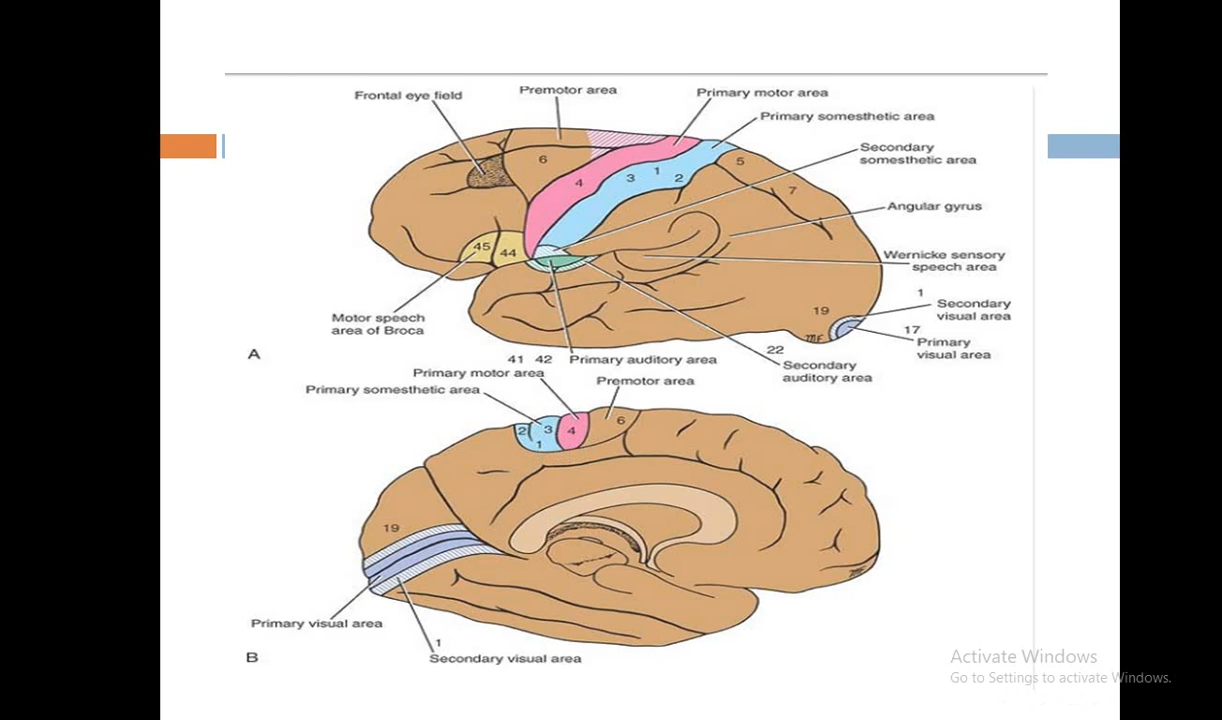 Frontal eye field
Premotor area
Primary motor area
Primary somesthetic area
Secondary
somesthetic area
6
4
3
1
2
5
7
Angular gyrus
45
44
Wernicke sensory
speech area
1
Secondary
visual area
19
17
Primary
visual area
Motor speech
area of Broca
MF
A
41 42
Primary auditory area
22
Secondary
auditory area
Primary motor area
Premotor area
Primary somesthetic area
2
3
1
4
6
19
Primary visual area
1
Secondary visual area
B
Activate Windows
Go to Settings to activate Windows.